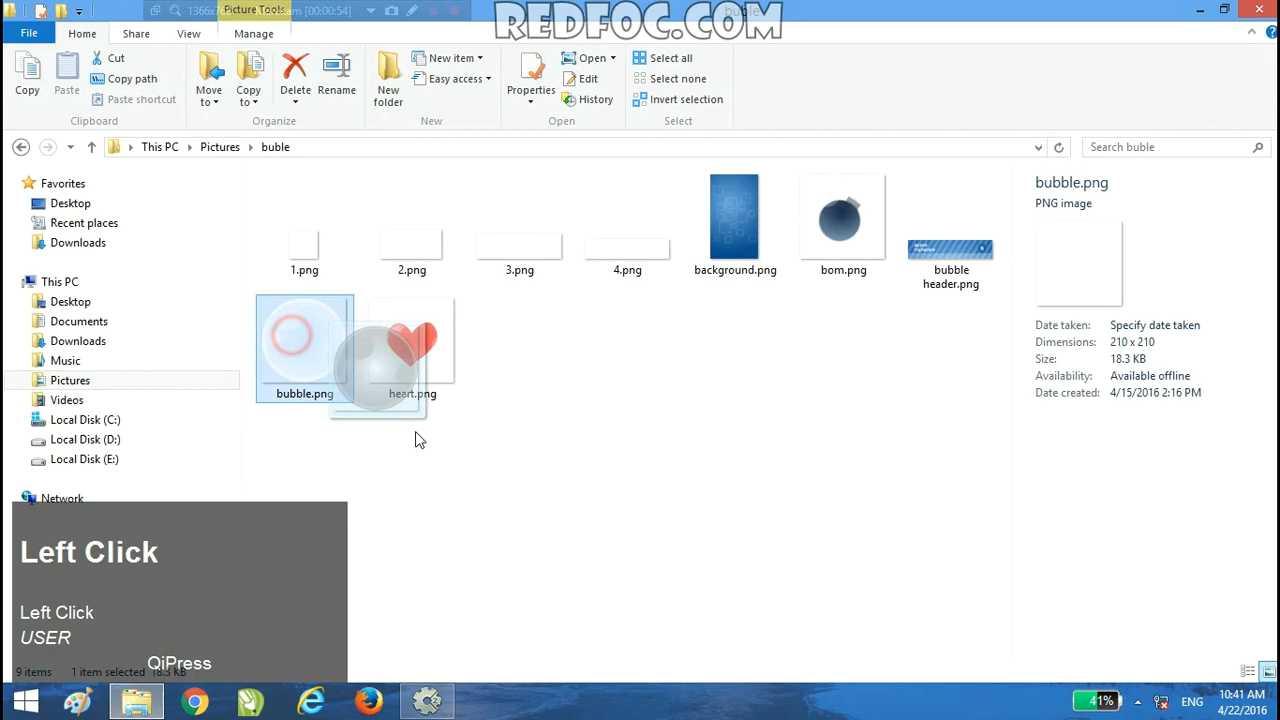 Picture Tools
REDFOC.COM
File Home Share View Manage
Copy
Paste
Cut
Copy path
Paste shortcut
Clipboard
Move to
Copy to
Delete
Rename
Organize
New folder
New item
Easy access
New
Properties
Open
Edit
History
Open
Select all
Select none
Invert selection
Select
This PC Pictures buble
Search buble
Favorites
Desktop
Recent places
Downloads
This PC
Desktop
Documents
Downloads
Music
Pictures
Videos
Local Disk (C:)
Local Disk (D:)
Local Disk (E:)
Network
1.png
2.png
3.png
4.png
background.png
bom.png
bubble header.png
bubble.png
heart.png
bubble.png
PNG image
Date taken: Specify date taken
Dimensions: 210 x 210
Size: 18.3 KB
Availability: Available offline
Date created: 4/15/2016 2:16 PM
Left Click
Left Click
USER
QiPress
9 items 1 item selected 18.3 KB
41%
ENG
10:41 AM
4/22/2016